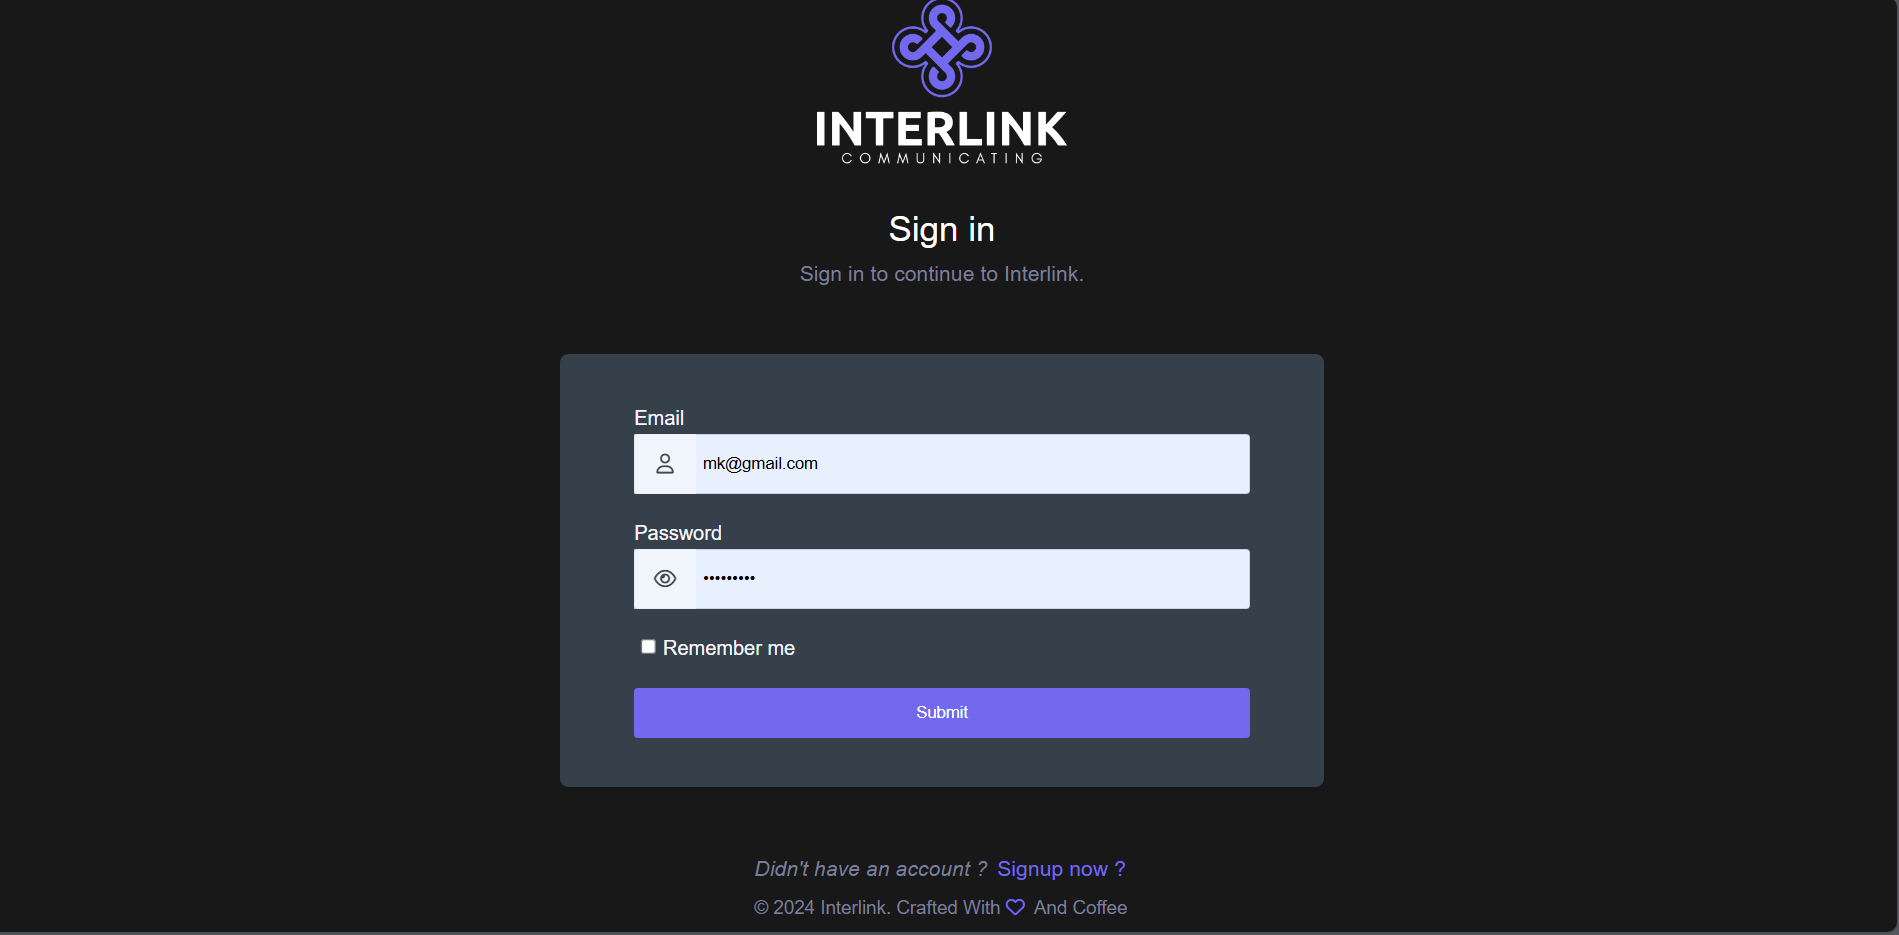 INTERLINK
COMMUNICATING
Sign in
Sign in to continue to Interlink.
Email
mk@gmail.com
Password
•••••••••
Remember me
Submit
Didn't have an account ? Signup now ?
© 2024 Interlink. Crafted With And Coffee